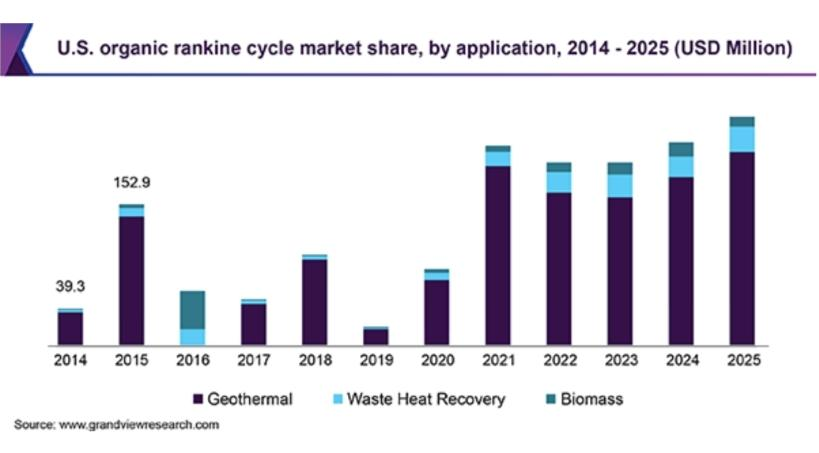 U.S. organic rankine cycle market share, by application, 2014 - 2025 (USD Million)
152.9
39.3
2014 2015 2016 2017 2018 2019 2020 2021 2022 2023 2024 2025
Geothermal Waste Heat Recovery Biomass
Source: www.grandviewresearch.com